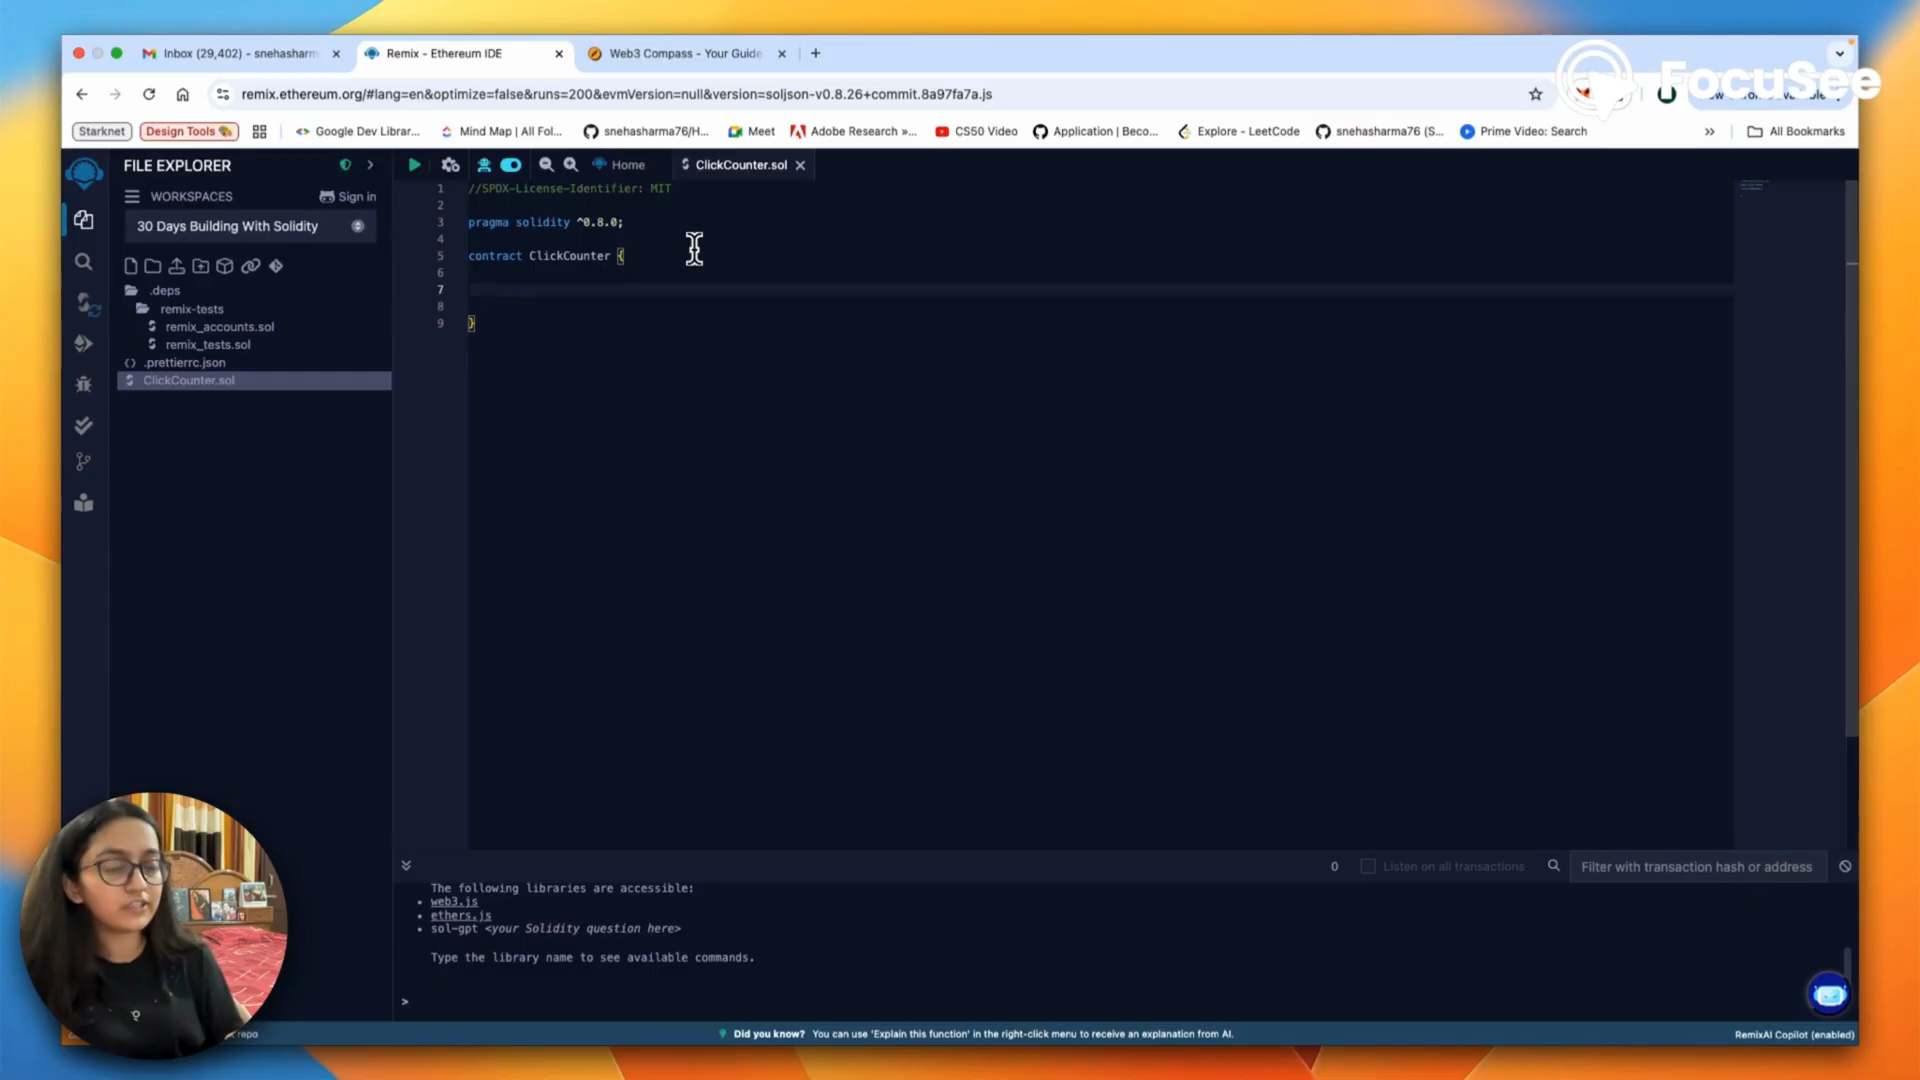 Inbox (29,402) - snehasharm
Remix - Ethereum IDE
Web3 Compass - Your Guide
FocuSee
remix.ethereum.org/#lang=en&optimize=false&runs=200&evmVersion=null&version=soljson-v0.8.26+commit.8a97fa7a.js
Starknet
Design Tools
Google Dev Librar...
Mind Map | All Fol...
snehasharma76/H...
Meet
Adobe Research »...
CS50 Video
Application | Beco...
Explore - LeetCode
snehasharma76 (S...
Prime Video: Search
All Bookmarks
FILE EXPLORER
Home
ClickCounter.sol
WORKSPACES
Sign in
30 Days Building With Solidity
.deps
remix-tests
remix_accounts.sol
remix_tests.sol
.prettierrc.json
ClickCounter.sol
1 //SPDX-License-Identifier: MIT
2
3 pragma solidity ^0.8.0;
4
5 contract ClickCounter {
6
7
8
9 }
0
Listen on all transactions
Filter with transaction hash or address
The following libraries are accessible:
• web3.js
• ethers.js
• sol-gpt <your Solidity question here>
Type the library name to see available commands.
>
repo
Did you know? You can use 'Explain this function' in the right-click menu to receive an explanation from AI.
RemixAI Copilot (enabled)